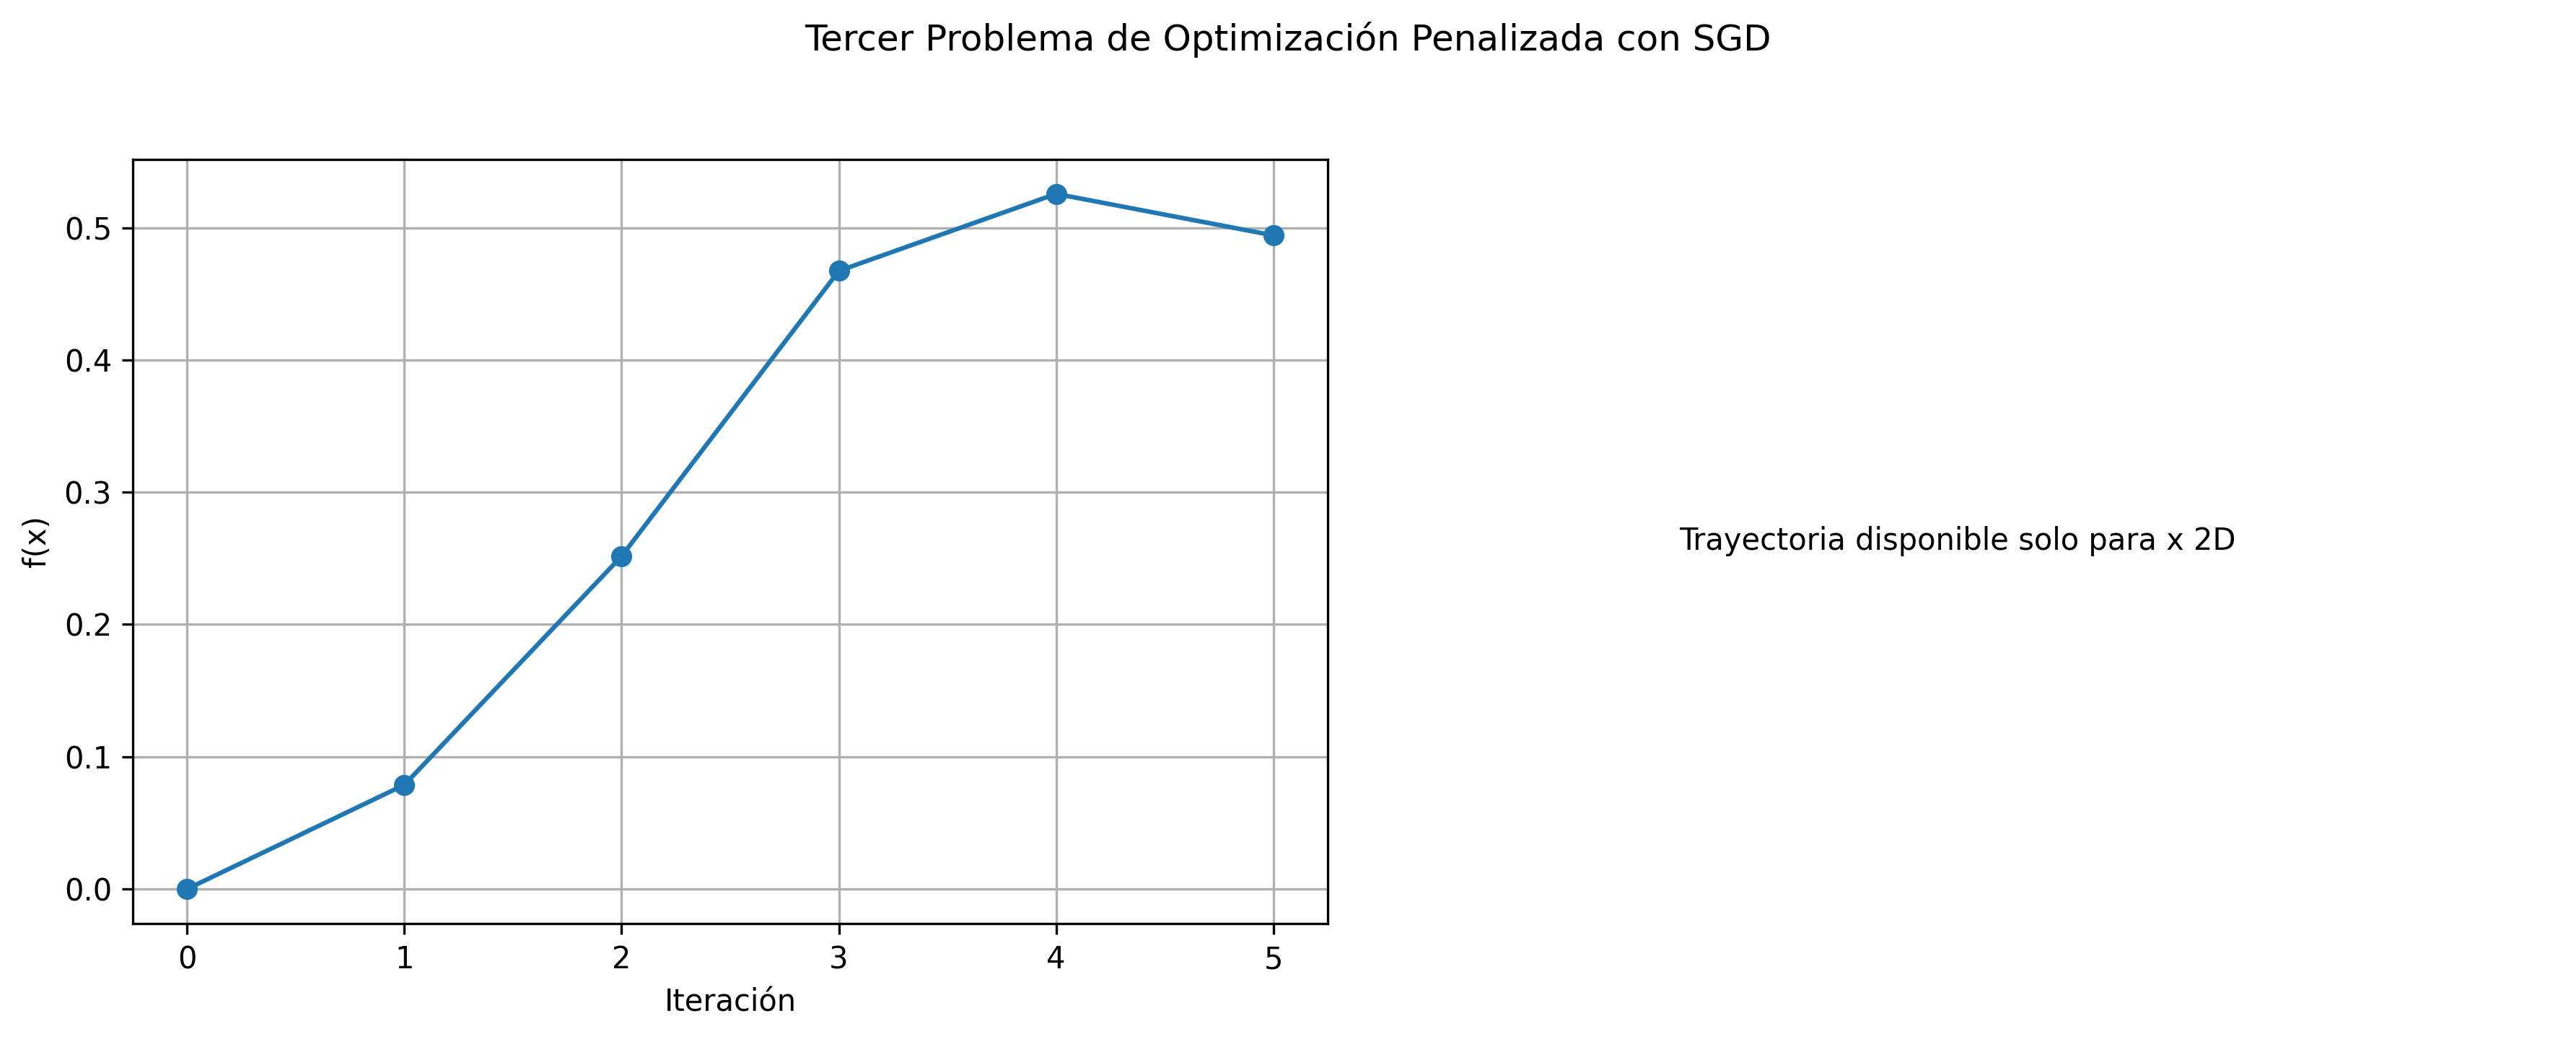 Tercer Problema de Optimización Penalizada con SGD
f(x)
0.5
0.4
0.3
0.2
0.1
0.0
0 1 2 3 4 5
Iteración
Trayectoria disponible solo para x 2D